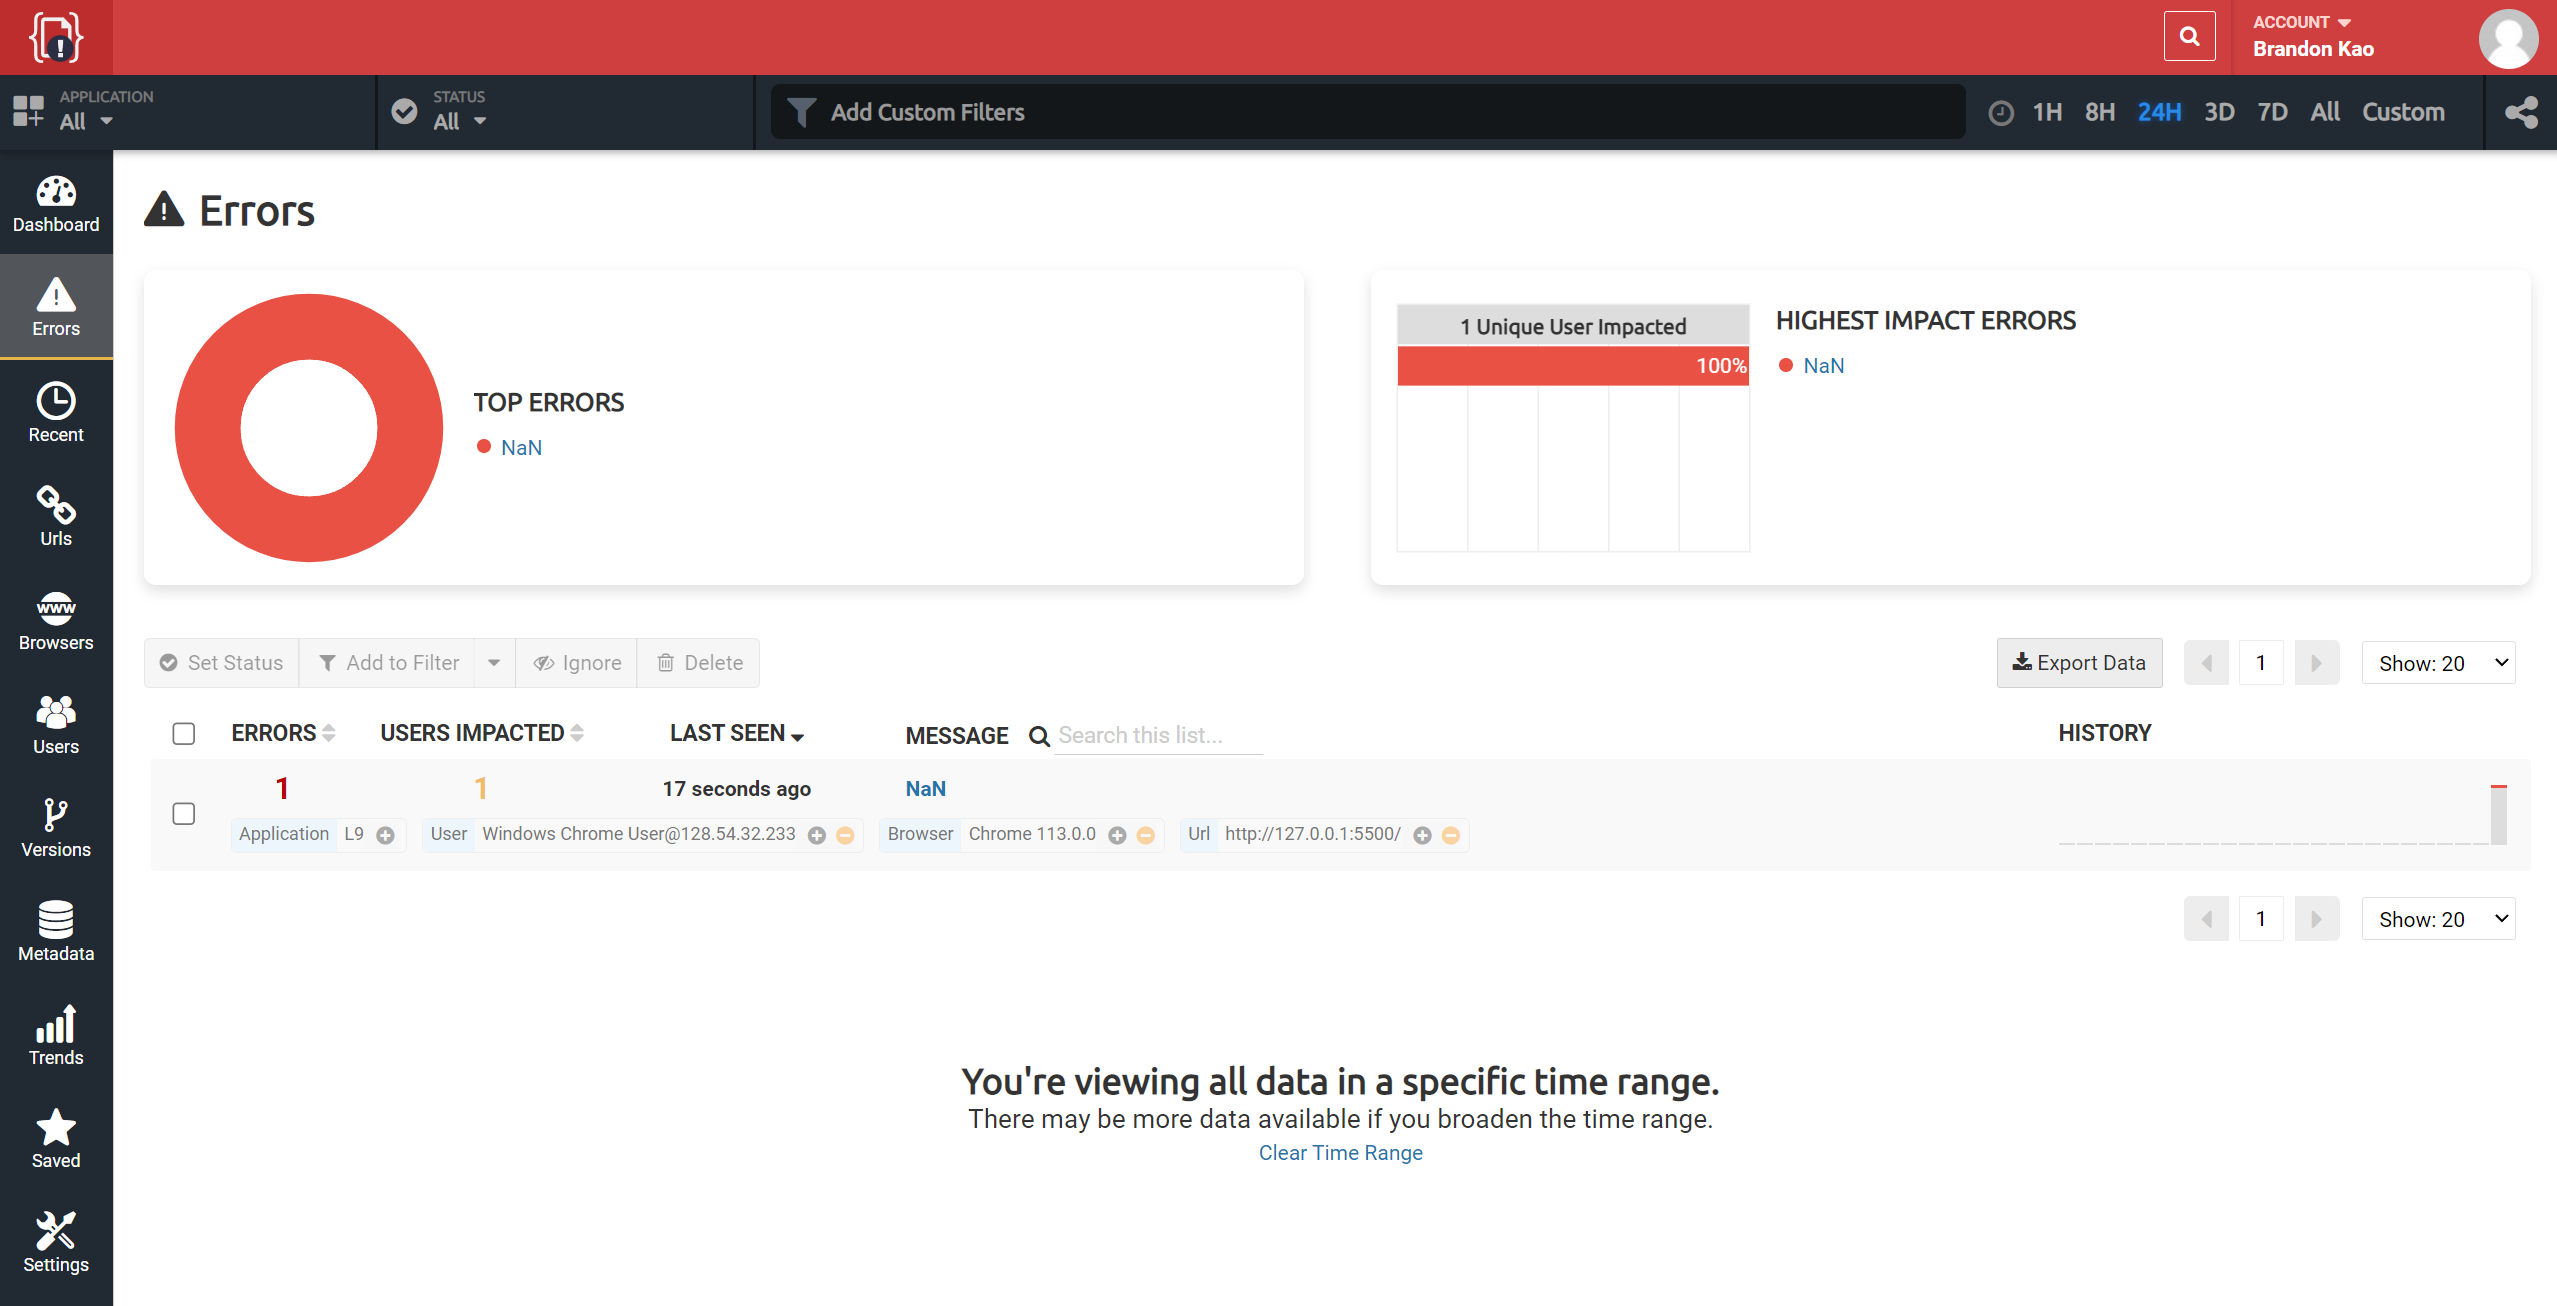 ACCOUNT
Brandon Kao
APPLICATION
All
STATUS
All
Add Custom Filters
1H 8H 24H 3D 7D All Custom
Dashboard
Errors
Recent
Urls
www
Browsers
Users
Versions
Metadata
Trends
Saved
Settings
Errors
TOP ERRORS
NaN
1 Unique User Impacted
100%
HIGHEST IMPACT ERRORS
NaN
Set Status Add to Filter Ignore Delete
Export Data 1 Show: 20
ERRORS USERS IMPACTED LAST SEEN MESSAGE Search this list... HISTORY
1 1 17 seconds ago NaN
Application L9 User Windows Chrome User@128.54.32.233 Browser Chrome 113.0.0 Url http://127.0.0.1:5500/
1 Show: 20
You're viewing all data in a specific time range.
There may be more data available if you broaden the time range.
Clear Time Range